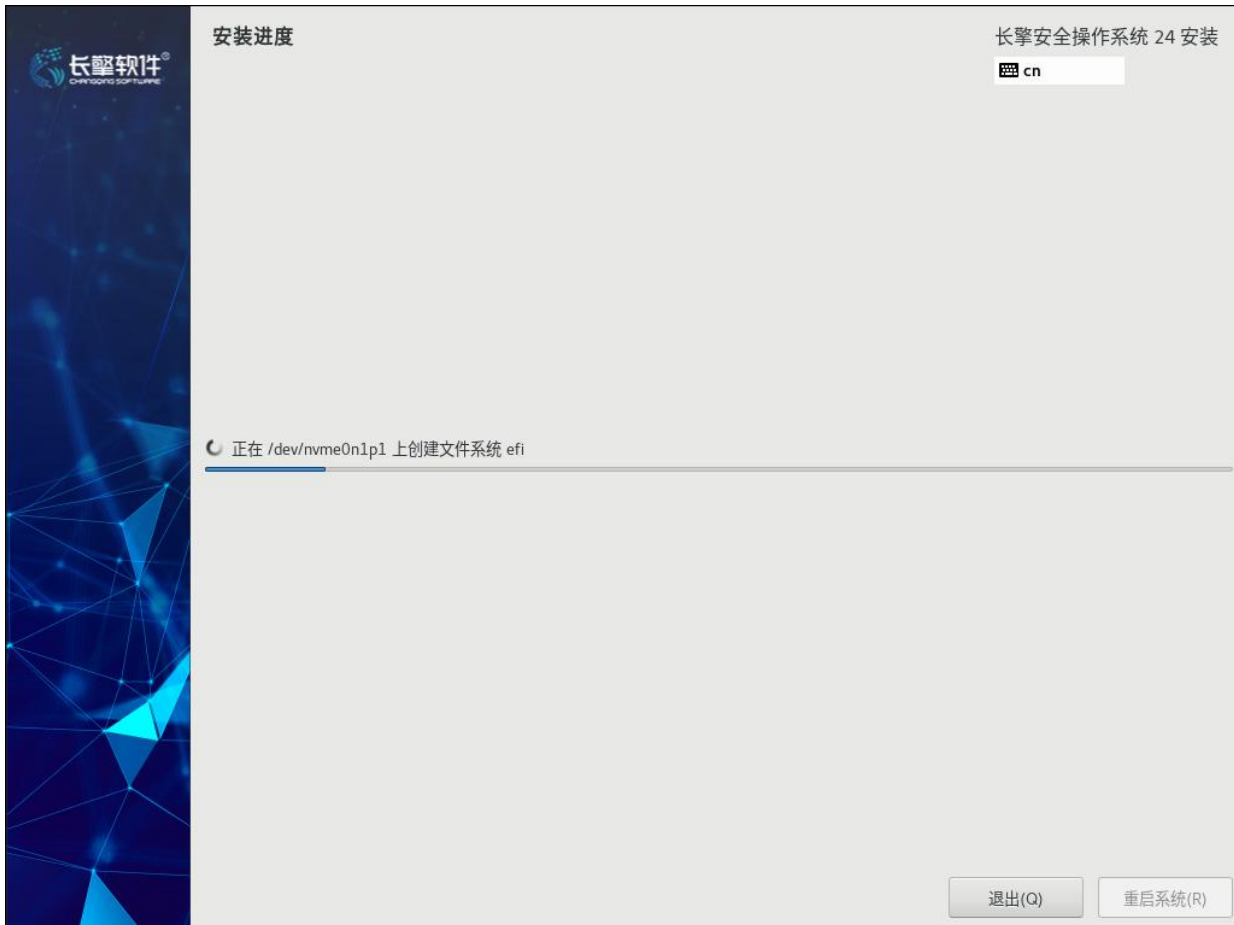 长擎软件®
CHANGQING SOFTWARE
安装进度
长擎安全操作系统 24 安装
cn
正在 /dev/nvme0n1p1 上创建文件系统 efi
退出(Q)
重启系统(R)